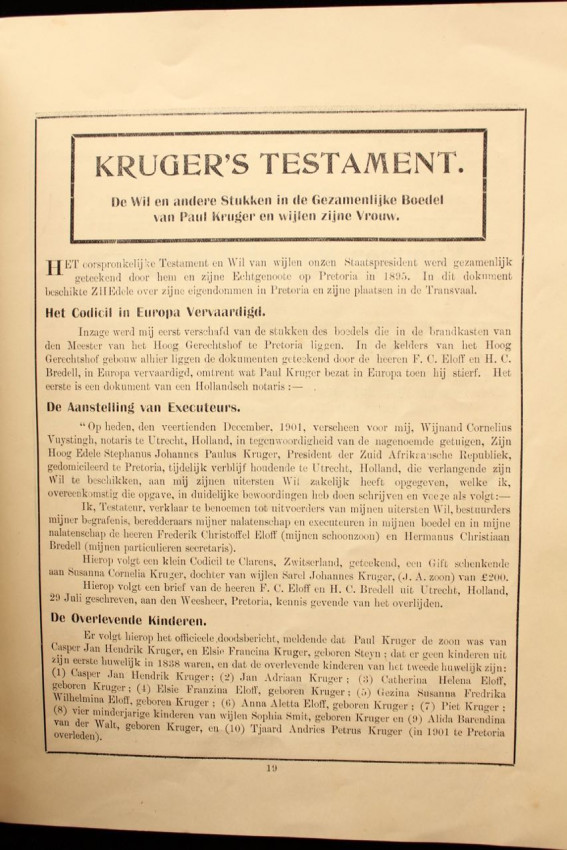 KRUGER'S TESTAMENT.
De Wil en andere Stukken in de Gezamenlijke Boedel
van Paul Kruger en wijlen zijne Vrouw.
HET oorspronkelijke Testament en Wil van wijlen onzen Staatspresident werd gezamenlijk
geteekend door hem en zijne Echtgenoote op Pretoria in 1895. In dit dokument
beschikte ZHEdele over zijne eigendommen in Pretoria en zijne plaatsen in de Transvaal.
Het Codicil in Europa Vervaardigd.
Inzage werd mij eerst verschafd van de stukken des boedels die in de brandkasten van
den Meester van het Hoog Gerechtshof te Pretoria liggen. In de kelders van het Hoog
Gerechtshof gebouw alhier liggen de dokumenten geteekend door de heeren F. C. Eloff en H. C.
Bredell, in Europa vervaardigd, omtrent wat Paul Kruger bezat in Europa toen hij stierf. Het
eerste is een dokument van een Hollandsch notaris :—
De Aanstelling van Executeurs.
"Op heden, den veertienden December, 1901, verscheen voor mij, Wijnand Cornelius
Vuystingh, notaris te Utrecht, Holland, in tegenwoordigheid van de nagenoemde getuigen, Zijn
Hoog Edele Stephanus Johannes Paulus Kruger, President der Zuid Afrikaansche Republiek,
gedomicileerd te Pretoria, tijdelijk verblijf houdende te Utrecht, Holland, die verlangende zijn
Wil te beschikken, aan mij zijnen uitersten Wil zakelijk heeft opgegeven, welke ik,
overeenkomstig die opgave, in duidelijke bewoordingen heb doen schrijven en voege als volgt:—
Ik, Testateur, verklaar te benoemen tot uitvoerders van mijnen uitersten Wil, bestuurders
mijner begrafenis, beredderaars mijner nalatenschap en executeuren in mijnen boedel en in mijne
nalatenschap de heeren Frederik Christoffel Eloff (mijnen schoonzoon) en Hermanus Christiaan
Bredell (mijnen particulieren secretaris).
Hierop volgt een klein Codicil te Clarens, Zwitserland, geteekend, een Gift schenkende
aan Susanna Cornelia Kruger, dochter van wijlen Sarel Johannes Kruger, (J. A. zoon) van £200.
Hierop volgt een brief van de heeren F. C. Eloff en H. C. Bredell uit Utrecht, Holland,
29 Juli geschreven, aan den Weesheer, Pretoria, kennis gevende van het overlijden.
De Overlevende Kinderen.
Er volgt hierop het officieele doodsbericht, meldende dat Paul Kruger de zoon was van
Casper Jan Hendrik Kruger, en Elsie Francina Kruger, geboren Steyn ; dat er geen kinderen uit
zijn eerste huwelijk in 1838 waren, en dat de overlevende kinderen van het tweede huwelijk zijn:
(1) Casper Jan Hendrik Kruger ; (2) Jan Adriaan Kruger ; (3) Catherina Helena Eloff,
geboren Kruger ; (4) Elsie Franzina Eloff, geboren Kruger ; (5) Gezina Susanna Fredrika
Wilhelmina Eloff, geboren Kruger ; (6) Anna Aletta Eloff, geboren Kruger ; (7) Piet Kruger :
(8) vier minderjarige kinderen van wijlen Sophia Smit, geboren Kruger en (9) Alida Barendina
van der Walt, geboren Kruger, en (10) Tjaard Andries Petrus Kruger (in 1901 te Pretoria
overleden).
19